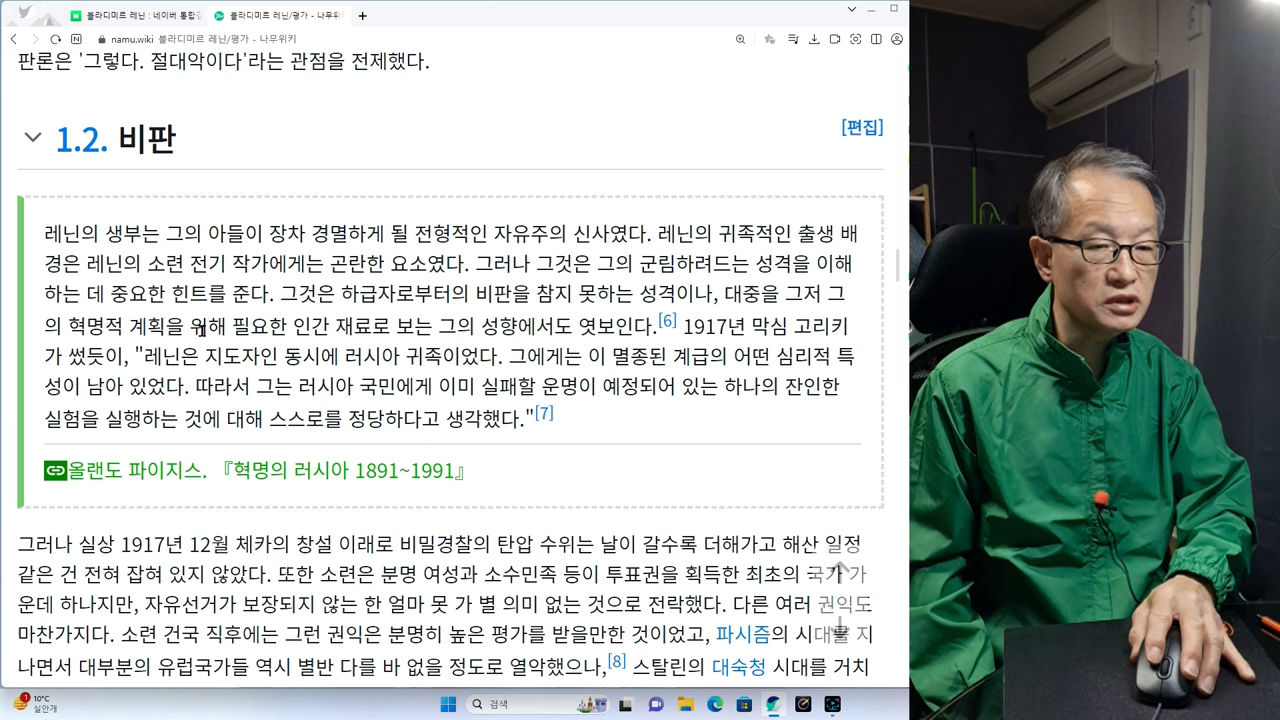 블라디미르 레닌 : 네이버 통합검
블라디미르 레닌/평가 - 나무위키
namu.wiki 블라디미르 레닌/평가 - 나무위키
판론은 '그렇다. 절대악이다'라는 관점을 전제했다.
1.2. 비판
[편집]
레닌의 생부는 그의 아들이 장차 경멸하게 될 전형적인 자유주의 신사였다. 레닌의 귀족적인 출생 배
경은 레닌의 소련 전기 작가에게는 곤란한 요소였다. 그러나 그것은 그의 군림하려드는 성격을 이해
하는 데 중요한 힌트를 준다. 그것은 하급자로부터의 비판을 참지 못하는 성격이나, 대중을 그저 그
의 혁명적 계획을 위해 필요한 인간 재료로 보는 그의 성향에서도 엿보인다.[6] 1917년 막심 고리키
가 썼듯이, "레닌은 지도자인 동시에 러시아 귀족이었다. 그에게는 이 멸종된 계급의 어떤 심리적 특
성이 남아 있었다. 따라서 그는 러시아 국민에게 이미 실패할 운명이 예정되어 있는 하나의 잔인한
실험을 실행하는 것에 대해 스스로를 정당하다고 생각했다."[7]
올랜도 파이지스. 『혁명의 러시아 1891~1991』
그러나 실상 1917년 12월 체카의 창설 이래로 비밀경찰의 탄압 수위는 날이 갈수록 더해가고 해산 일정
같은 건 전혀 잡혀 있지 않았다. 또한 소련은 분명 여성과 소수민족 등이 투표권을 획득한 최초의 국가 가
운데 하나지만, 자유선거가 보장되지 않는 한 얼마 못 가 별 의미 없는 것으로 전락했다. 다른 여러 권익도
마찬가지다. 소련 건국 직후에는 그런 권익은 분명히 높은 평가를 받을만한 것이었고, 파시즘의 시대를 지
나면서 대부분의 유럽국가들 역시 별반 다를 바 없을 정도로 열악했으나,[8] 스탈린의 대숙청 시대를 거치
1
10°C
실안개
검색